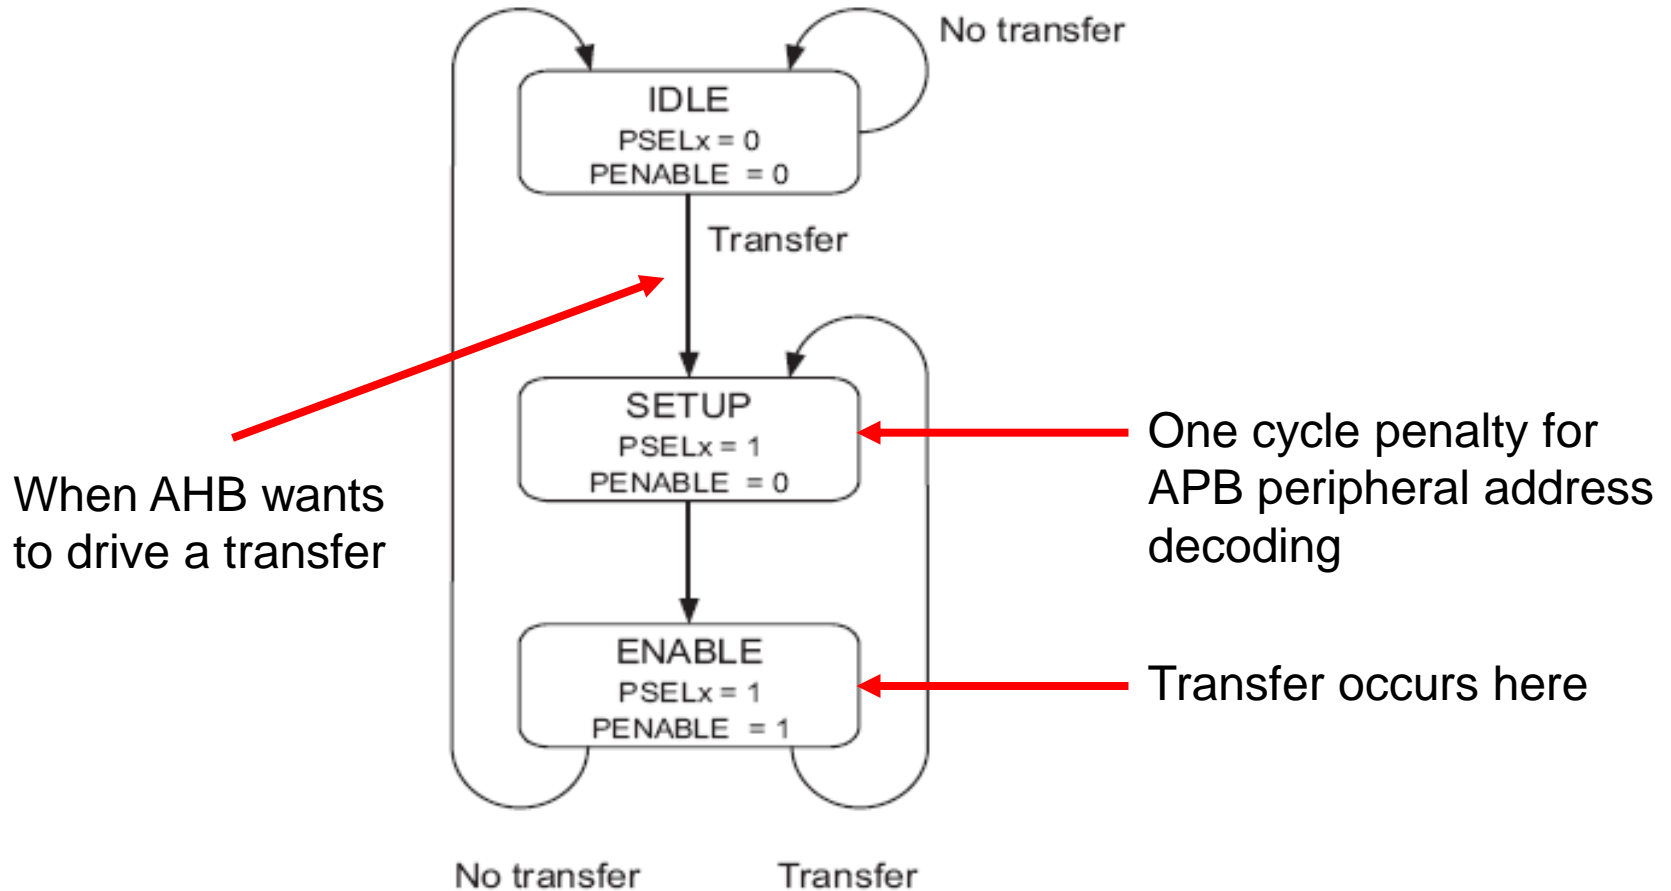 No transfer
IDLE
PSELx = 0
PENABLE = 0
Transfer
SETUP
PSELx = 1
PENABLE = 0
One cycle penalty for
APB peripheral address
decoding
When AHB wants
to drive a transfer
ENABLE
PSELx = 1
PENABLE = 1
Transfer occurs here
No transfer
Transfer